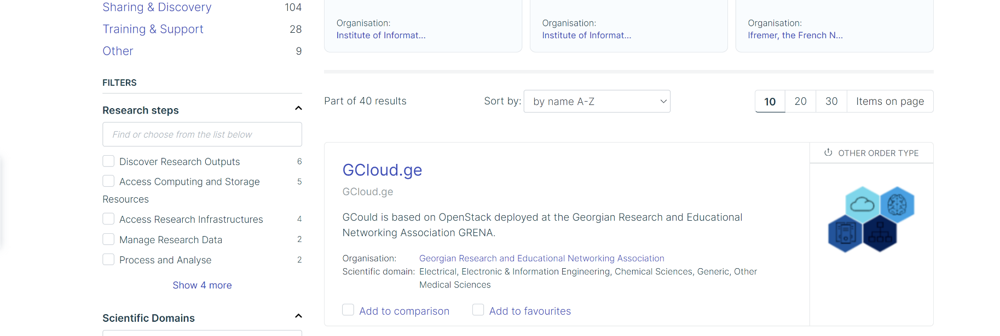 Sharing & Discovery 104
Training & Support 28
Other 9
FILTERS
Research steps
Find or choose from the list below
Discover Research Outputs 6
Access Computing and Storage 5
Resources
Access Research Infrastructures 4
Manage Research Data 2
Process and Analyse 2
Show 4 more
Scientific Domains
Organisation:
Institute of Informat...
Organisation:
Institute of Informat...
Organisation:
Ifremer, the French N...
Part of 40 results
Sort by: by name A-Z
10 20 30 Items on page
GCloud.ge
GCloud.ge
GCould is based on OpenStack deployed at the Georgian Research and Educational
Networking Association GRENA.
Organisation: Georgian Research and Educational Networking Association
Scientific domain: Electrical, Electronic & Information Engineering, Chemical Sciences, Generic, Other
Medical Sciences
Add to comparison Add to favourites
OTHER ORDER TYPE